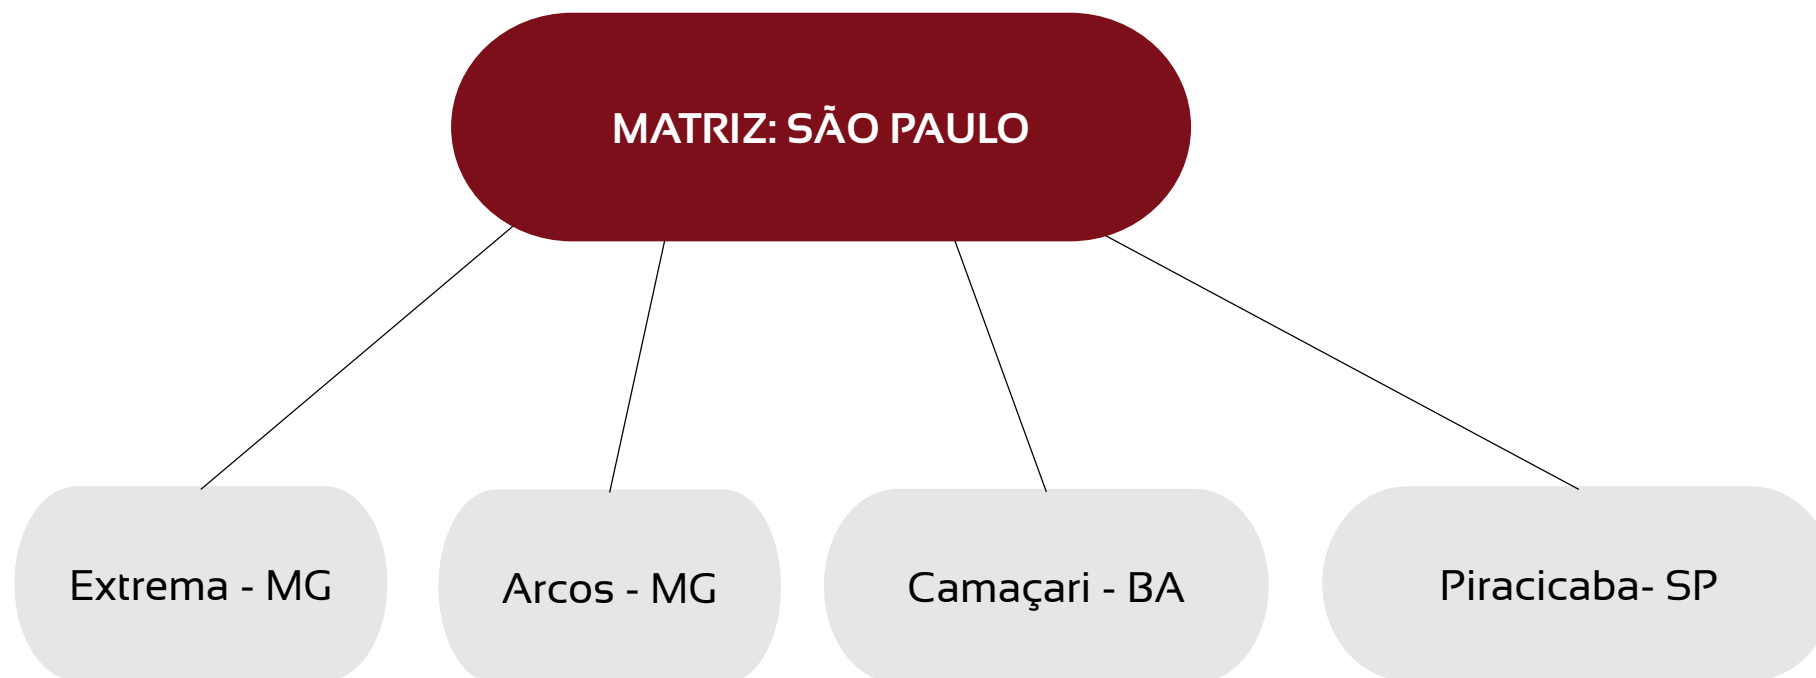 MATRIZ: SÃO PAULO
Extrema - MG
Arcos - MG
Camaçari - BA
Piracicaba- SP